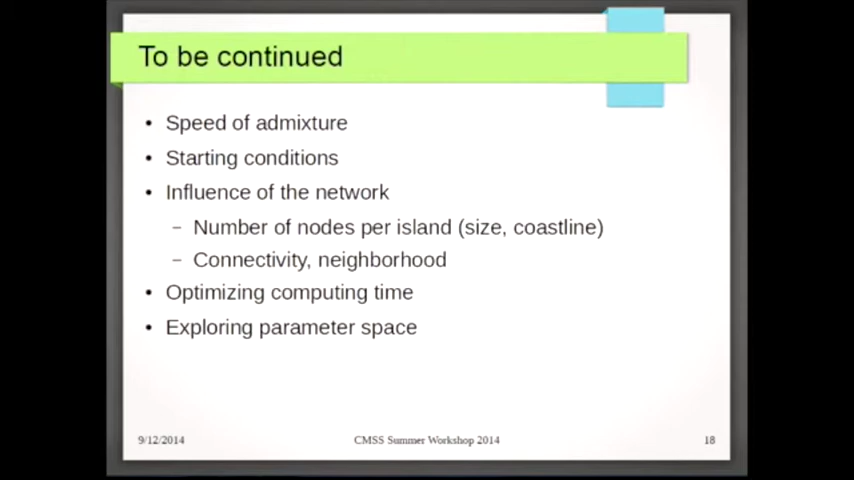 To be continued
• Speed of admixture
• Starting conditions
• Influence of the network
– Number of nodes per island (size, coastline)
– Connectivity, neighborhood
• Optimizing computing time
• Exploring parameter space
9/12/2014 CMSS Summer Workshop 2014 18